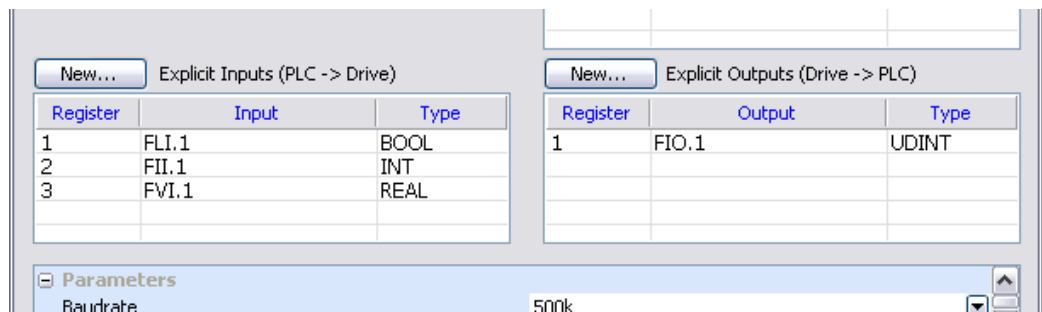 New... Explicit Inputs (PLC -> Drive) New... Explicit Outputs (Drive -> PLC)
Register Input Type Register Output Type
1 FLI.1 BOOL 1 FIO.1 UDINT
2 FII.1 INT
3 FVI.1 REAL
Parameters
Baudrate 500k